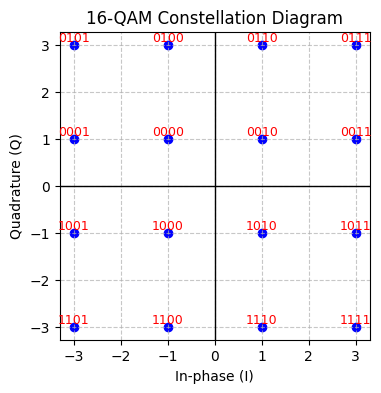 16-QAM Constellation Diagram
3
0101 0100 0110 0111
2
1
0001 0000 0010 0011
0
−1
1001 1000 1010 1011
−2
−3
1101 1100 1110 1111
−3 −2 −1 0 1 2 3
In-phase (I)
Quadrature (Q)